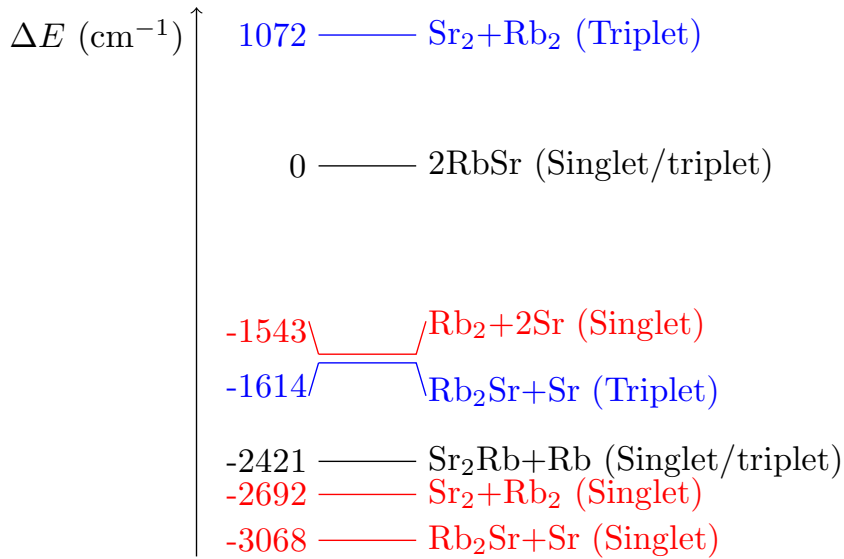 ΔE (cm⁻¹)
1072 Sr₂+Rb₂ (Triplet)
0 2RbSr (Singlet/triplet)
-1543 Rb₂+2Sr (Singlet)
-1614 Rb₂Sr+Sr (Triplet)
-2421 Sr₂Rb+Rb (Singlet/triplet)
-2692 Sr₂+Rb₂ (Singlet)
-3068 Rb₂Sr+Sr (Singlet)